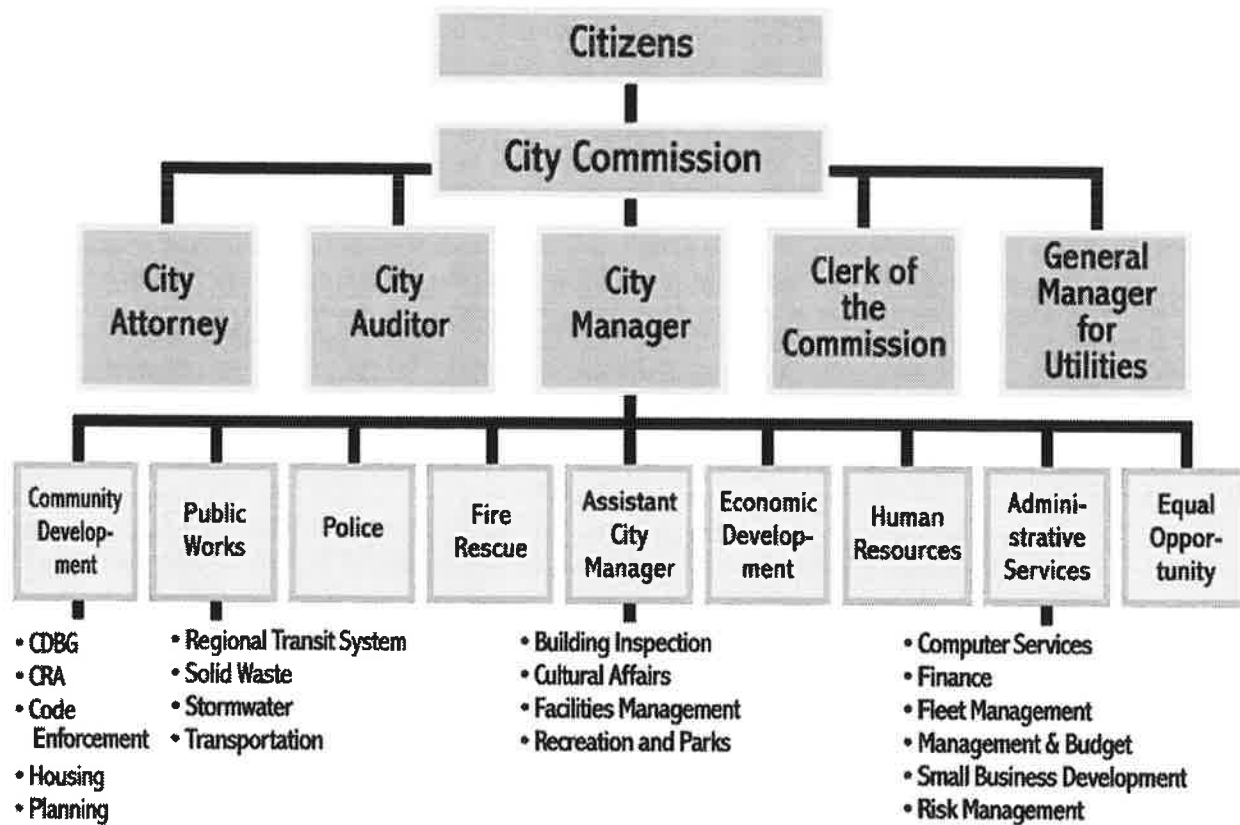 Citizens
City Commission
City
Attorney
City
Auditor
City
Manager
Clerk of
the
Commission
General
Manager
for
Utilities
Community
Develop-
ment
Public
Works
Police
Fire
Rescue
Assistant
City
Manager
Economic
Develop-
ment
Human
Resources
Admini-
strative
Services
Equal
Oppor-
tunity
• CDBG
• CRA
• Code
Enforcement
• Housing
• Planning
• Regional Transit System
• Solid Waste
• Stormwater
• Transportation
• Building Inspection
• Cultural Affairs
• Facilities Management
• Recreation and Parks
• Computer Services
• Finance
• Fleet Management
• Management & Budget
• Small Business Development
• Risk Management